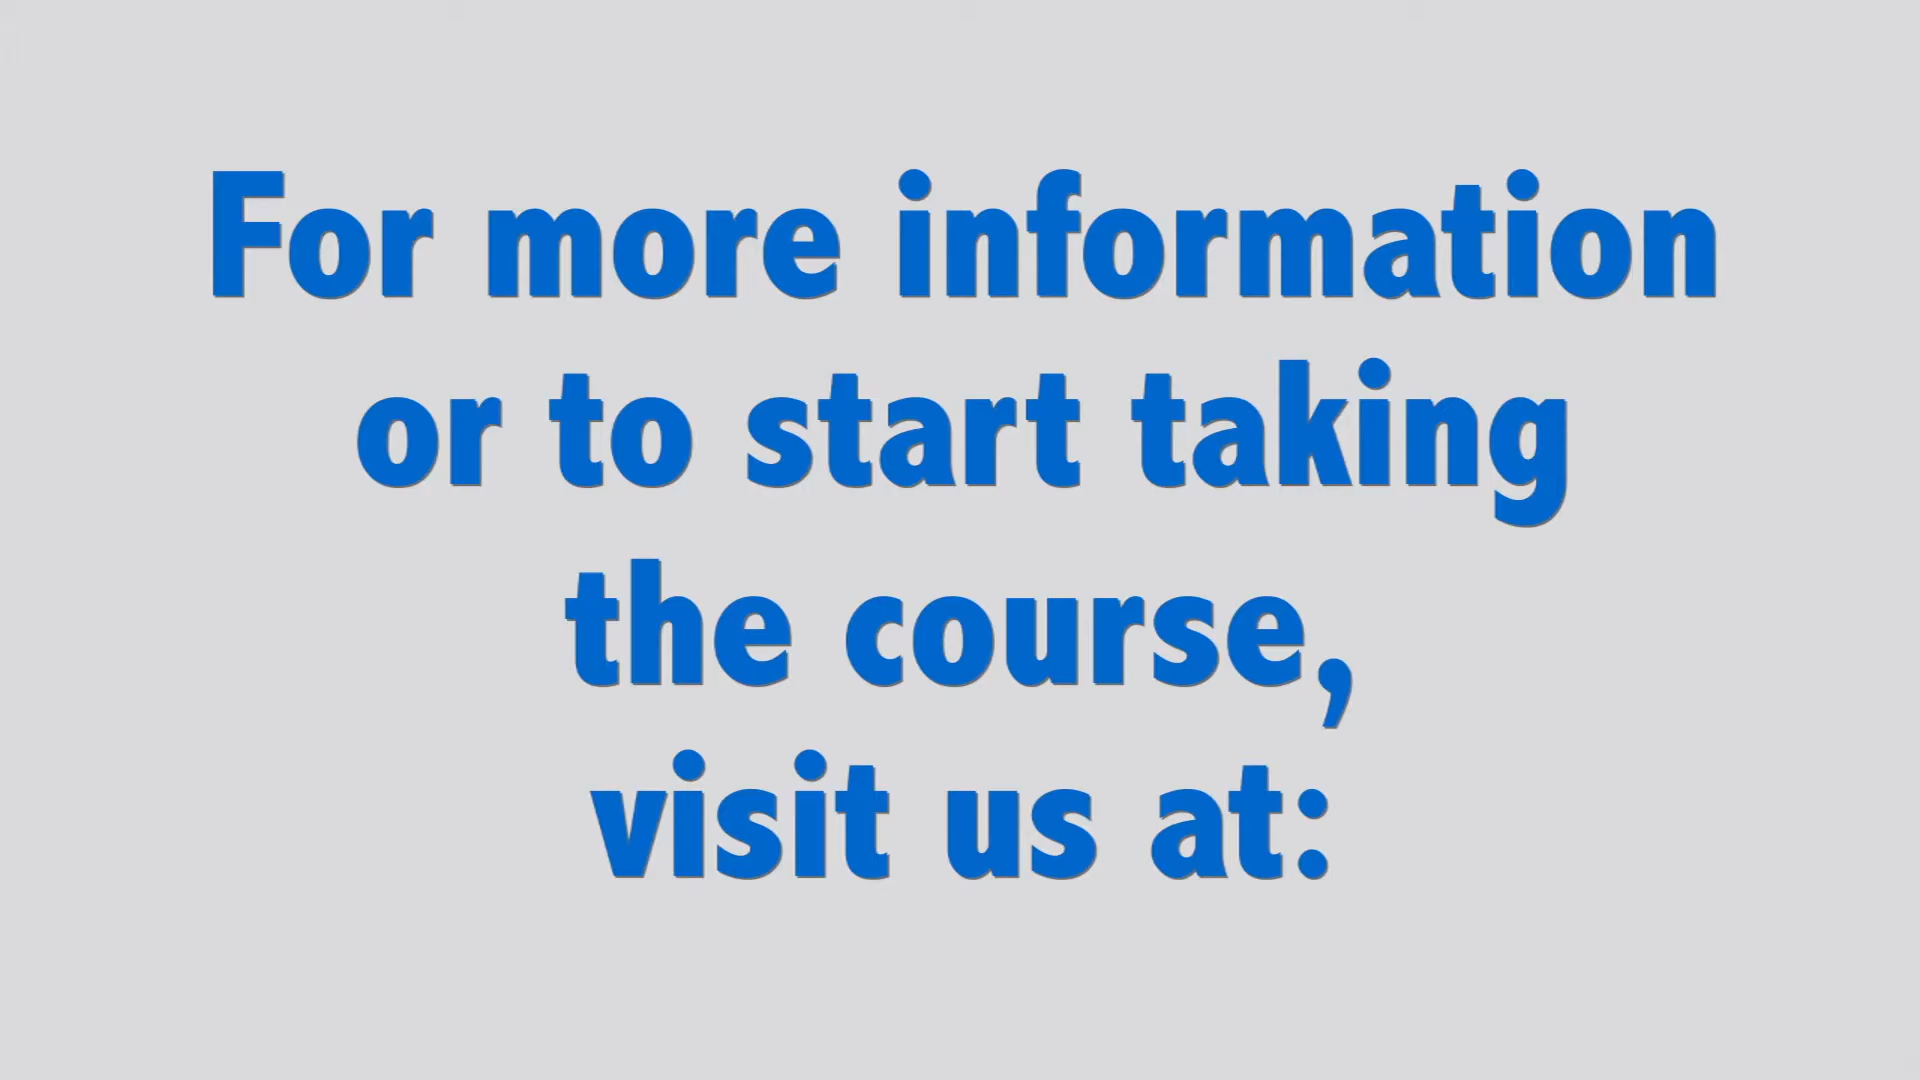 For more information
or to start taking
the course,
visit us at: